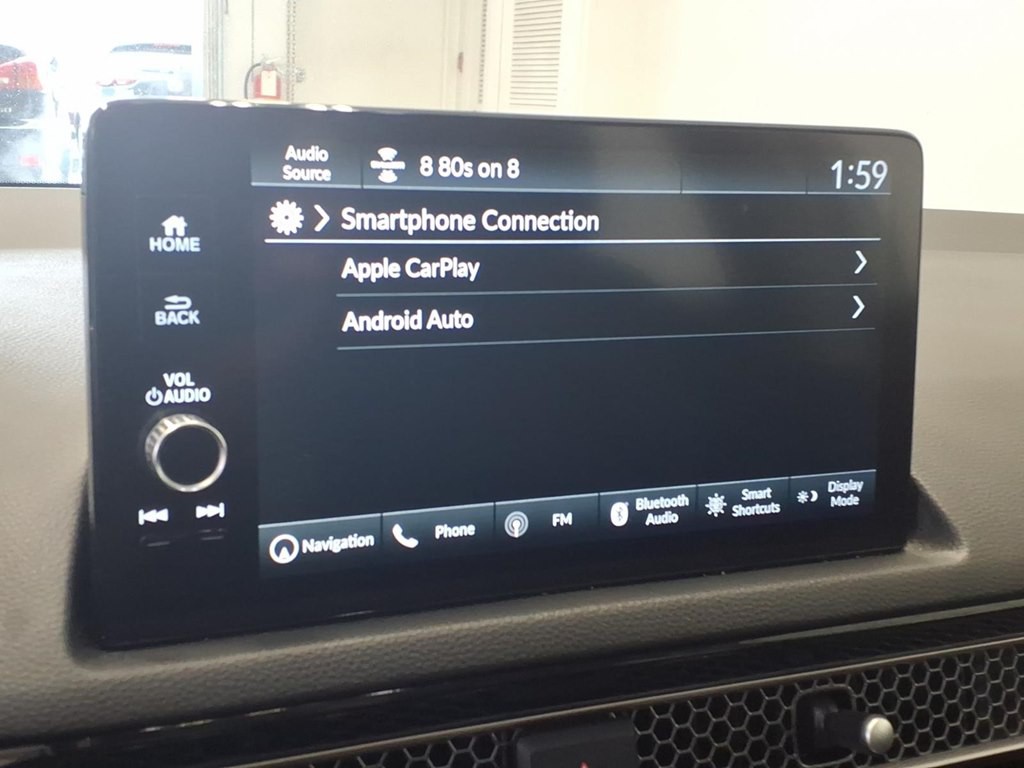 Audio
Source
8 80s on 8
1:59
HOME
Smartphone Connection
Apple CarPlay
BACK
Android Auto
VOL
AUDIO
Navigation
Phone
FM
Bluetooth
Audio
Smart
Shortcuts
Display
Mode